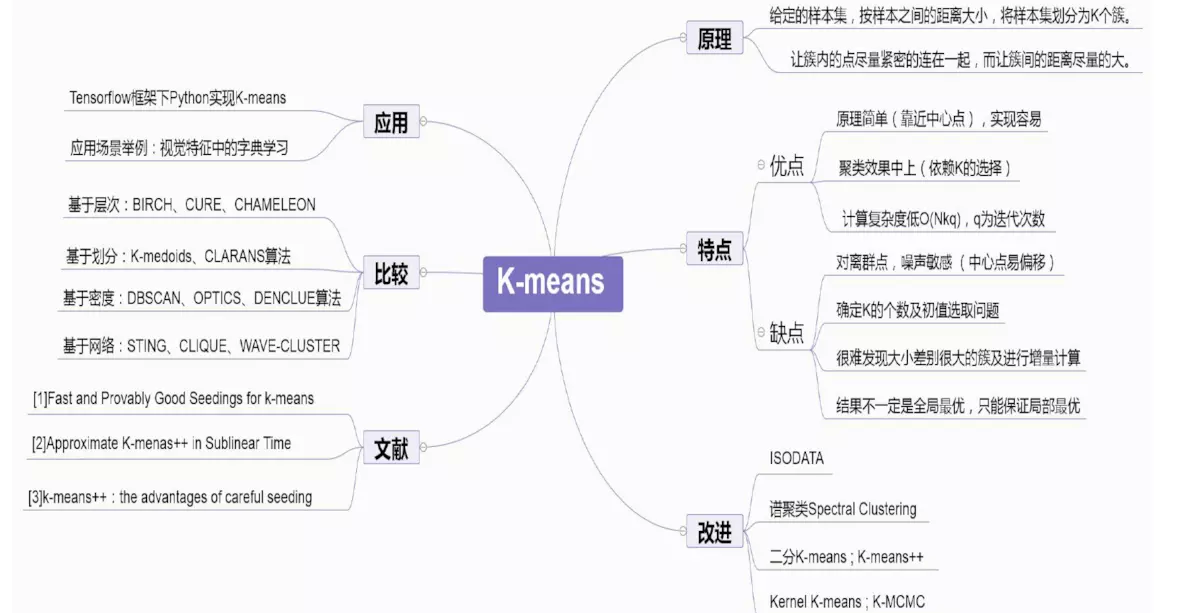 K-means
原理
给定的样本集，按样本之间的距离大小，将样本集划分为K个簇。
让簇内的点尽量紧密的连在一起，而让簇间的距离尽量的大。
特点
优点
原理简单（靠近中心点），实现容易
聚类效果中上（依赖K的选择）
计算复杂度低O(Nkq)，q为迭代次数
缺点
对离群点，噪声敏感 （中心点易偏移）
确定K的个数及初值选取问题
很难发现大小差别很大的簇及进行增量计算
结果不一定是全局最优，只能保证局部最优
改进
ISODATA
谱聚类Spectral Clustering
二分K-means ; K-means++
Kernel K-means ; K-MCMC
应用
Tensorflow框架下Python实现K-means
应用场景举例：视觉特征中的字典学习
比较
基于层次：BIRCH、CURE、CHAMELEON
基于划分：K-medoids、CLARANS算法
基于密度：DBSCAN、OPTICS、DENCLUE算法
基于网络：STING、CLIQUE、WAVE-CLUSTER
文献
[1]Fast and Provably Good Seedings for k-means
[2]Approximate K-menas++ in Sublinear Time
[3]k-means++：the advantages of careful seeding